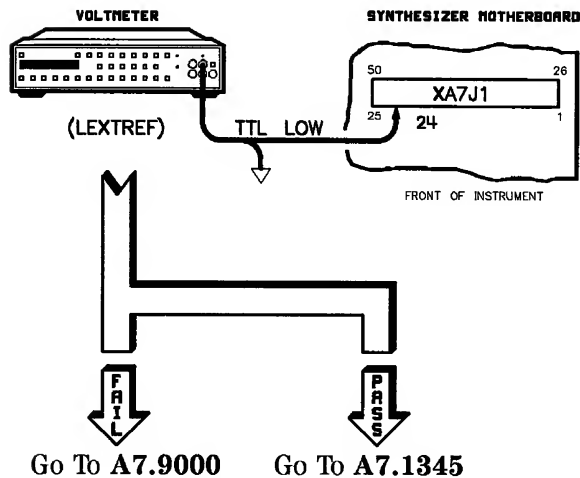 VOLTMETER
SYNTHESIZER MOTHERBOARD
50 26
XA7J1
(LEXTREF) TTL LOW 25 24 1
FRONT OF INSTRUMENT
FAIL PASS
Go To A7.9000 Go To A7.1345